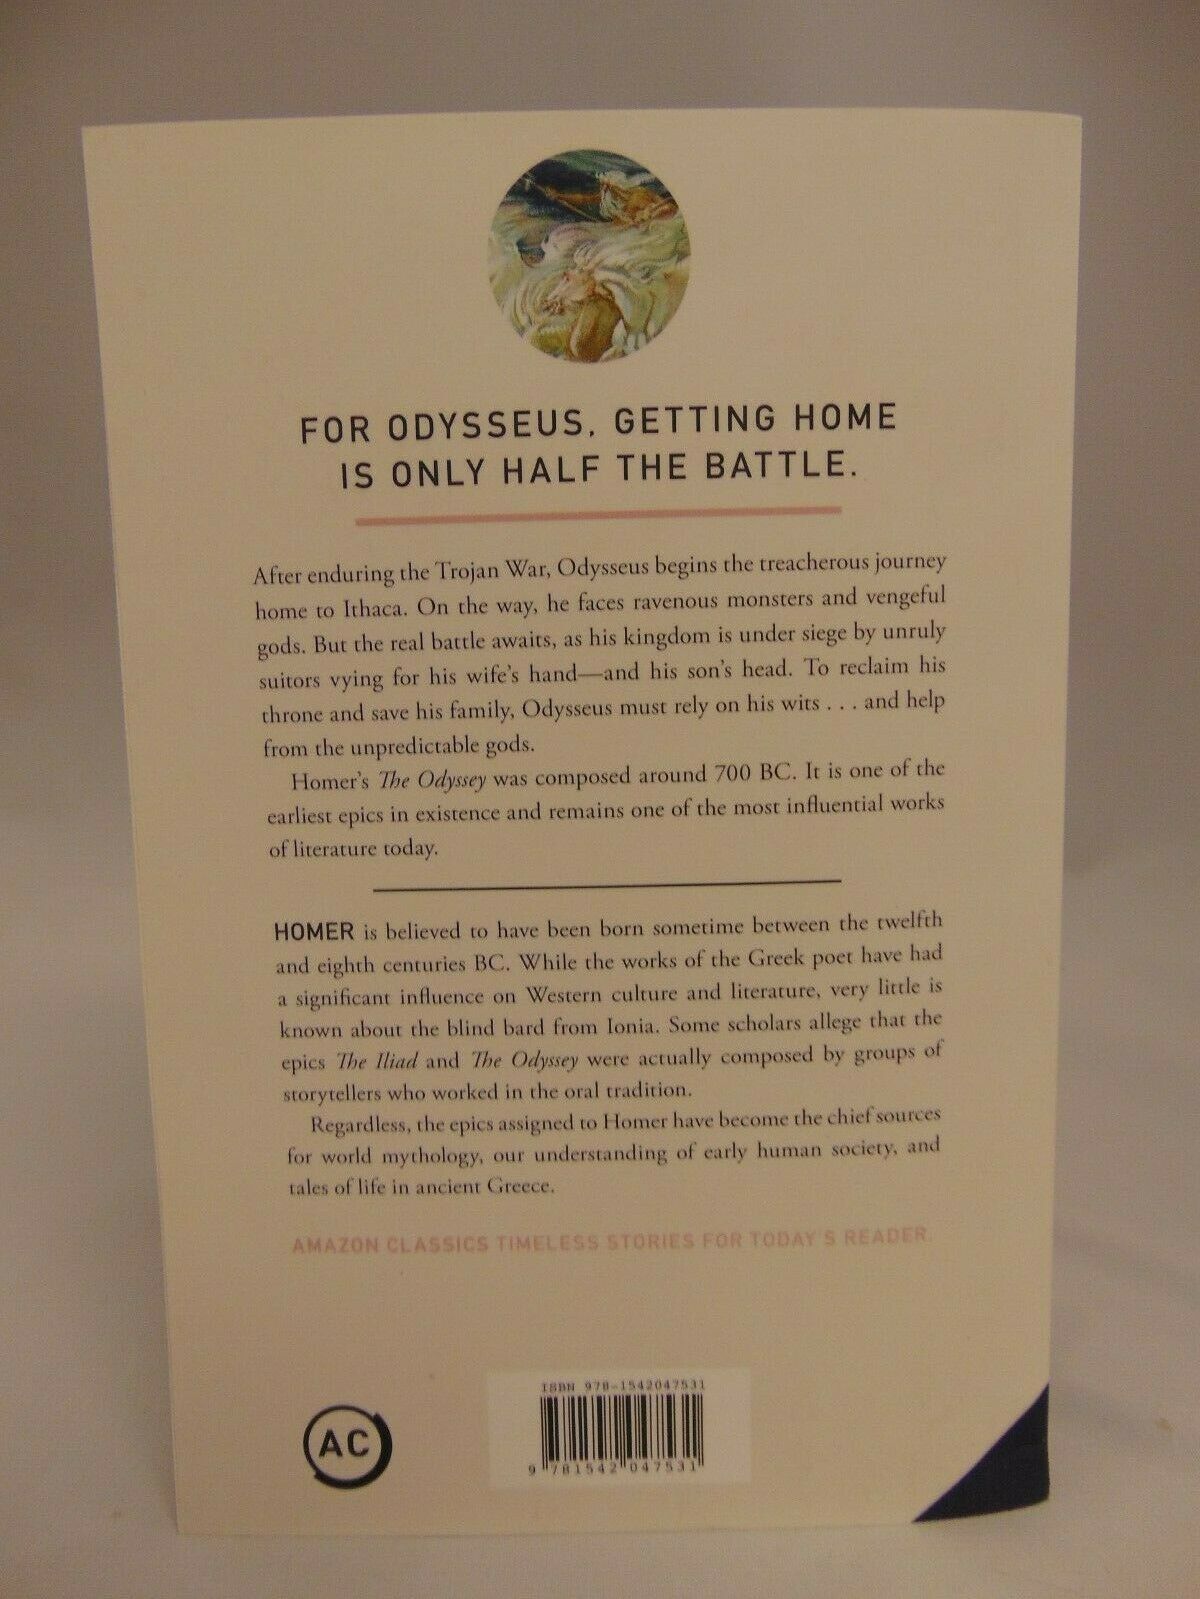 FOR ODYSSEUS, GETTING HOME
IS ONLY HALF THE BATTLE.
After enduring the Trojan War, Odysseus begins the treacherous journey
home to Ithaca. On the way, he faces ravenous monsters and vengeful
gods. But the real battle awaits, as his kingdom is under siege by unruly
suitors vying for his wife's hand—and his son's head. To reclaim his
throne and save his family, Odysseus must rely on his wits . . . and help
from the unpredictable gods.
Homer's The Odyssey was composed around 700 BC. It is one of the
earliest epics in existence and remains one of the most influential works
of literature today.
HOMER is believed to have been born sometime between the twelfth
and eighth centuries BC. While the works of the Greek poet have had
a significant influence on Western culture and literature, very little is
known about the blind bard from Ionia. Some scholars allege that the
epics The Iliad and The Odyssey were actually composed by groups of
storytellers who worked in the oral tradition.
Regardless, the epics assigned to Homer have become the chief sources
for world mythology, our understanding of early human society, and
tales of life in ancient Greece.
AMAZON CLASSICS TIMELESS STORIES FOR TODAY'S READER.
ISBN 978-1542047531
AC
9 781542 047531